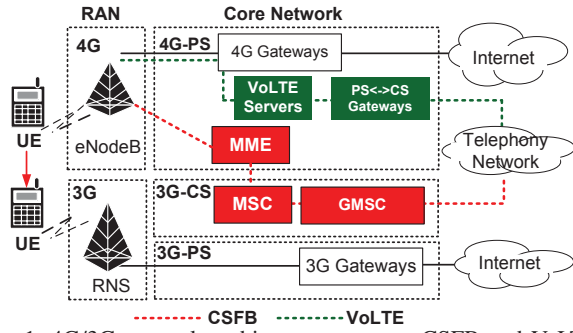 RAN
Core Network
4G
4G-PS
4G Gateways
Internet
VoLTE
Servers
PS<->CS
Gateways
UE
eNodeB
MME
Telephony
Network
3G
3G-CS
MSC
GMSC
UE
3G-PS
RNS
3G Gateways
Internet
CSFB
VoLTE